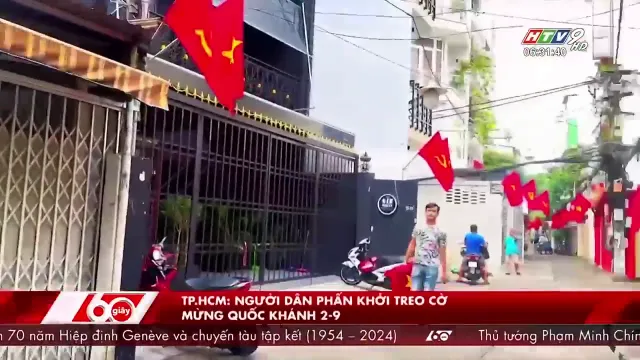 HTV9 HD
06:31:40
60 giây
TP.HCM: NGƯỜI DÂN PHẤN KHỞI TREO CỜ
MỪNG QUỐC KHÁNH 2-9
n 70 năm Hiệp định Genève và chuyến tàu tập kết (1954 – 2024)
60
Thủ tướng Phạm Minh Chín